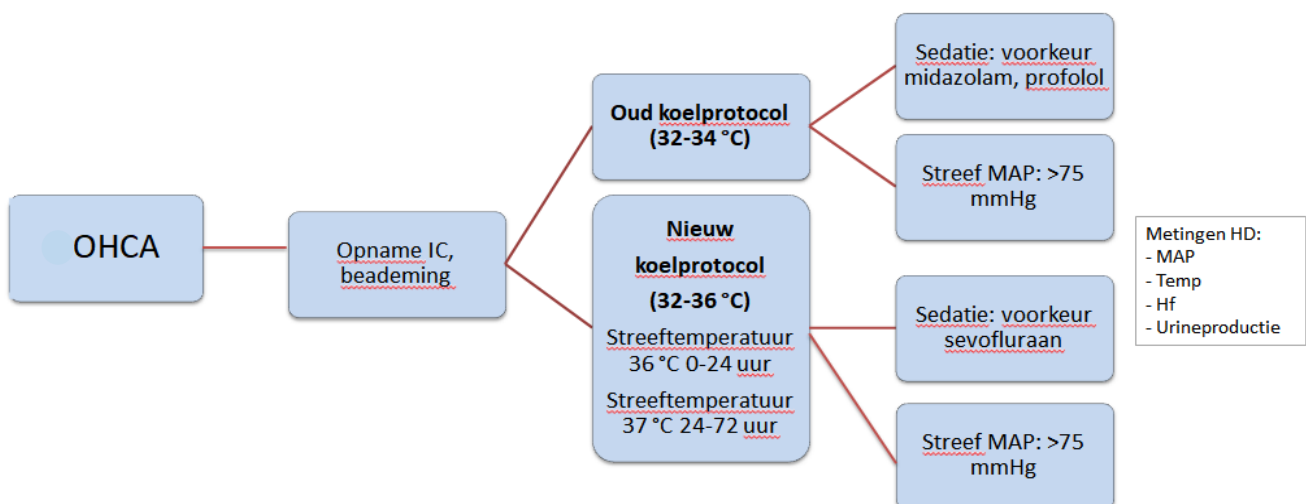 OHCA
Opname IC,
beademing
Oud koelprotocol
(32-34 °C)
Nieuw
koelprotocol
(32-36 °C)
Streeftemperatuur
36 °C 0-24 uur
Streeftemperatuur
37 °C 24-72 uur
Sedatie: voorkeur
midazolam, profolol
Streef MAP: >75
mmHg
Sedatie: voorkeur
sevofluraan
Streef MAP: >75
mmHg
Metingen HD:
- MAP
- Temp
- Hf
- Urineproductie